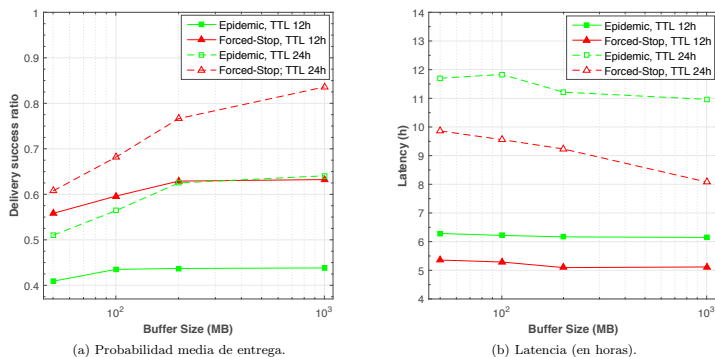 1
0.9
0.8
0.7
0.6
0.5
0.4
Delivery success ratio
Epidemic, TTL 12h
Forced-Stop, TTL 12h
Epidemic, TTL 24h
Forced-Stop; TTL 24h
10² 10³
Buffer Size (MB)
(a) Probabilidad media de entrega.
14
13
12
11
10
9
8
7
6
5
4
Latency (h)
Epidemic, TTL 12h
Forced-Stop, TTL 12h
Epidemic, TTL 24h
Forced-Stop, TTL 24h
10² 10³
Buffer Size (MB)
(b) Latencia (en horas).